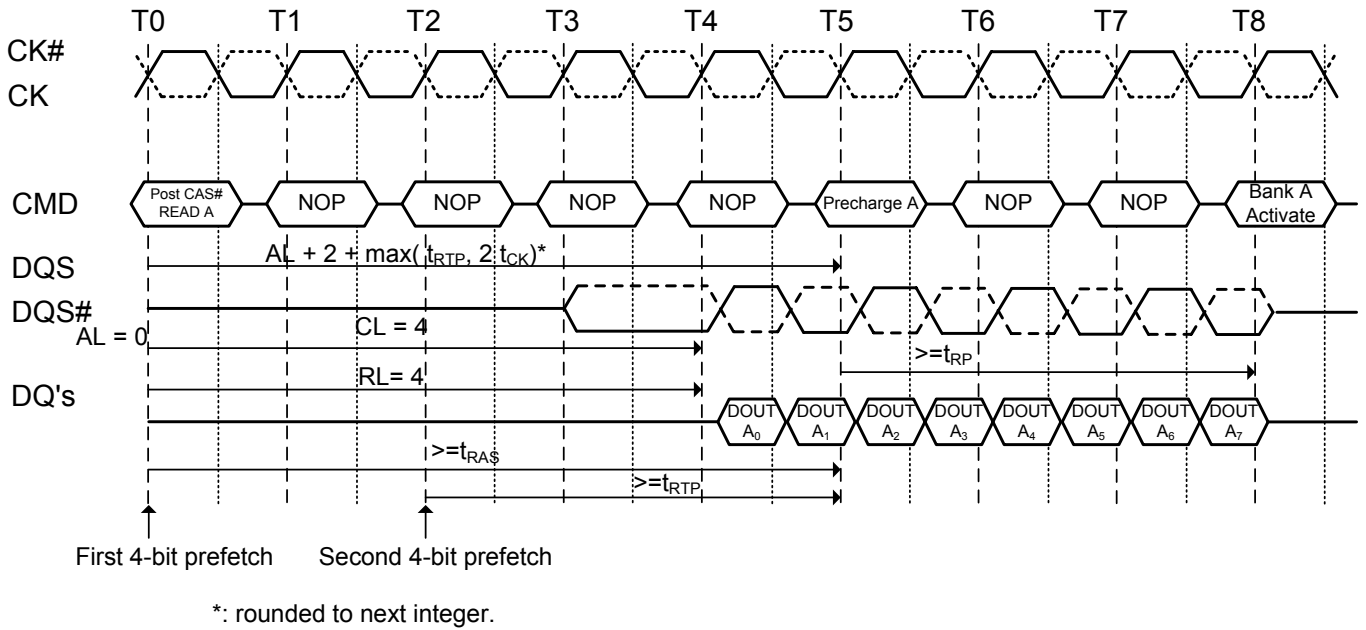 T0 T1 T2 T3 T4 T5 T6 T7 T8
CK#
CK
CMD
Post CAS#
READ A
NOP
NOP
NOP
NOP
Precharge A
NOP
NOP
Bank A
Activate
AL + 2 + max( tRTP, 2 tCK)*
DQS
DQS#
AL = 0
CL = 4
>=tRP
RL= 4
DQ's
DOUT
A0
DOUT
A1
DOUT
A2
DOUT
A3
DOUT
A4
DOUT
A5
DOUT
A6
DOUT
A7
>=tRAS
>=tRTP
First 4-bit prefetch
Second 4-bit prefetch
*: rounded to next integer.